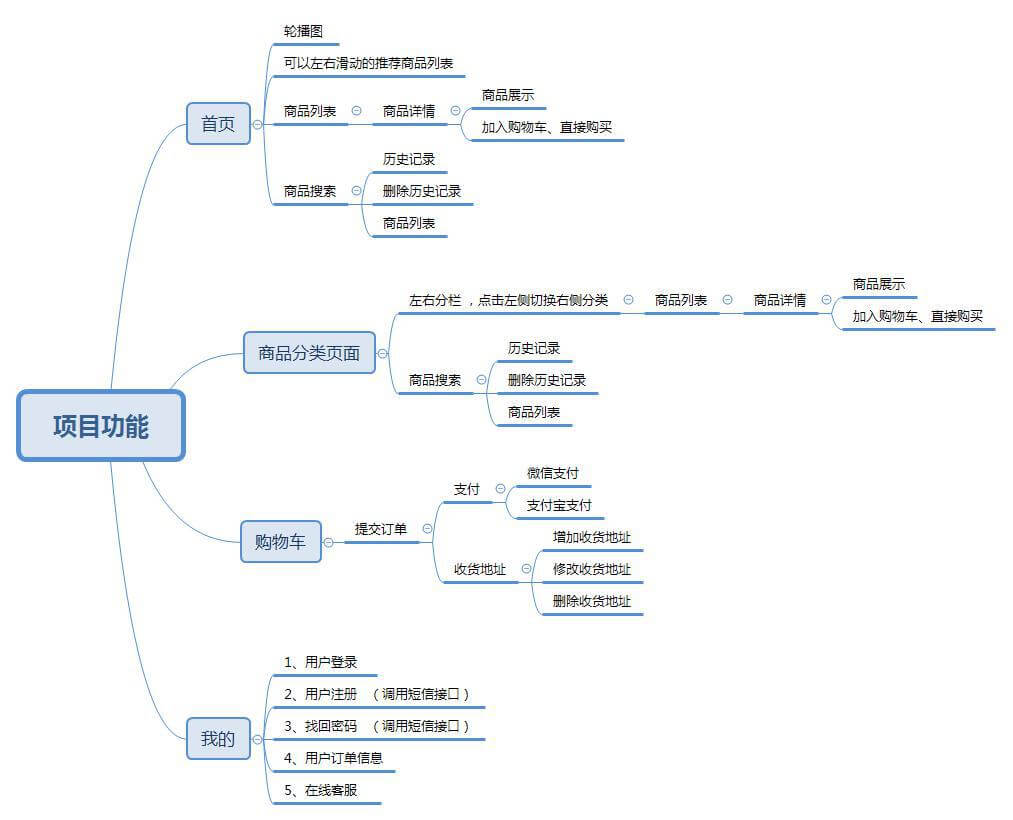 项目功能
首页
轮播图
可以左右滑动的推荐商品列表
商品列表
商品详情
商品展示
加入购物车、直接购买
商品搜索
历史记录
删除历史记录
商品列表
商品分类页面
左右分栏 ，点击左侧切换右侧分类
商品列表
商品详情
商品展示
加入购物车、直接购买
商品搜索
历史记录
删除历史记录
商品列表
购物车
提交订单
支付
微信支付
支付宝支付
收货地址
增加收货地址
修改收货地址
删除收货地址
我的
1、用户登录
2、用户注册 （调用短信接口）
3、找回密码 （调用短信接口）
4、用户订单信息
5、在线客服